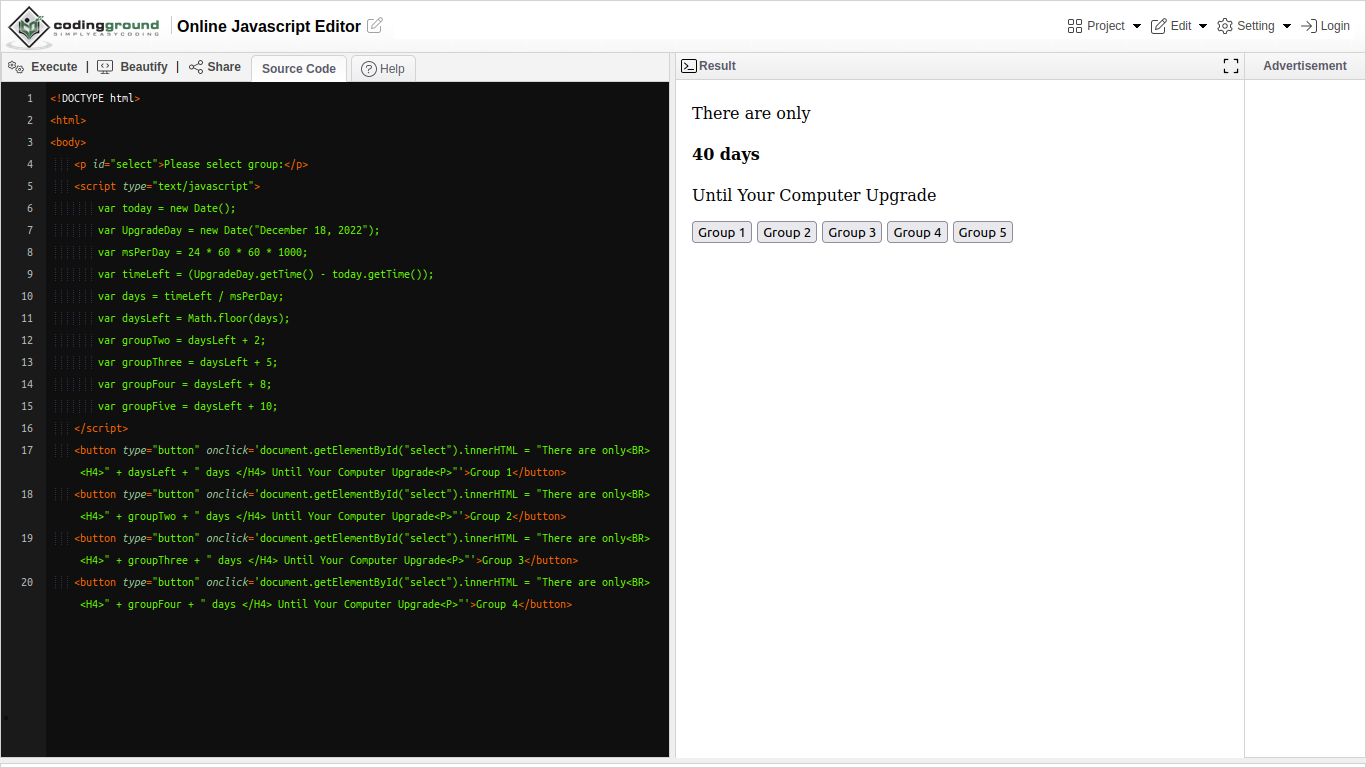 codingground
SIMPLYEASYCODING
Online Javascript Editor
Project
Edit
Setting
Login
Execute | Beautify | Share Source Code Help
Result
Advertisement
1 <!DOCTYPE html>
2 <html>
3 <body>
4 <p id="select">Please select group:</p>
5 <script type="text/javascript">
6 var today = new Date();
7 var UpgradeDay = new Date("December 18, 2022");
8 var msPerDay = 24 * 60 * 60 * 1000;
9 var timeLeft = (UpgradeDay.getTime() - today.getTime());
10 var days = timeLeft / msPerDay;
11 var daysLeft = Math.floor(days);
12 var groupTwo = daysLeft + 2;
13 var groupThree = daysLeft + 5;
14 var groupFour = daysLeft + 8;
15 var groupFive = daysLeft + 10;
16 </script>
17 <button type="button" onclick='document.getElementById("select").innerHTML = "There are only<BR>
<H4>" + daysLeft + " days </H4> Until Your Computer Upgrade<P>"'>Group 1</button>
18 <button type="button" onclick='document.getElementById("select").innerHTML = "There are only<BR>
<H4>" + groupTwo + " days </H4> Until Your Computer Upgrade<P>"'>Group 2</button>
19 <button type="button" onclick='document.getElementById("select").innerHTML = "There are only<BR>
<H4>" + groupThree + " days </H4> Until Your Computer Upgrade<P>"'>Group 3</button>
20 <button type="button" onclick='document.getElementById("select").innerHTML = "There are only<BR>
<H4>" + groupFour + " days </H4> Until Your Computer Upgrade<P>"'>Group 4</button>
There are only
40 days
Until Your Computer Upgrade
Group 1 Group 2 Group 3 Group 4 Group 5